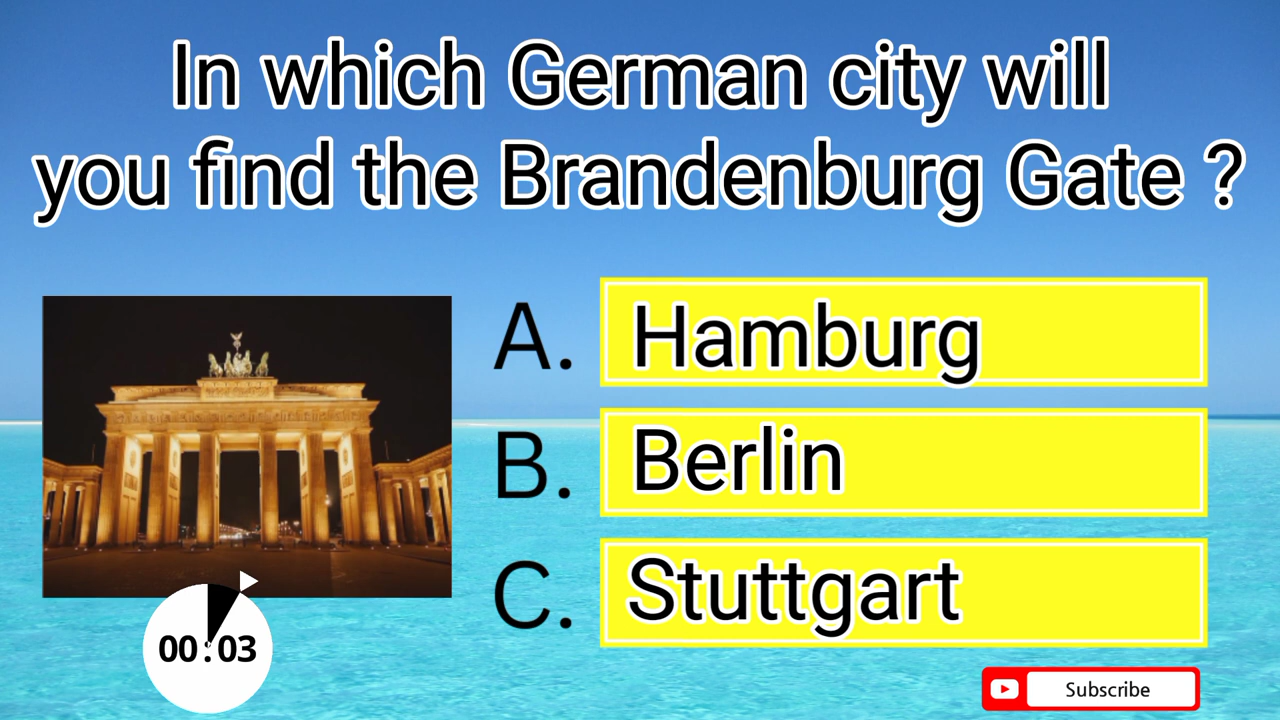 In which German city will
you find the Brandenburg Gate ?
A. Hamburg
B. Berlin
C. Stuttgart
00:03
Subscribe